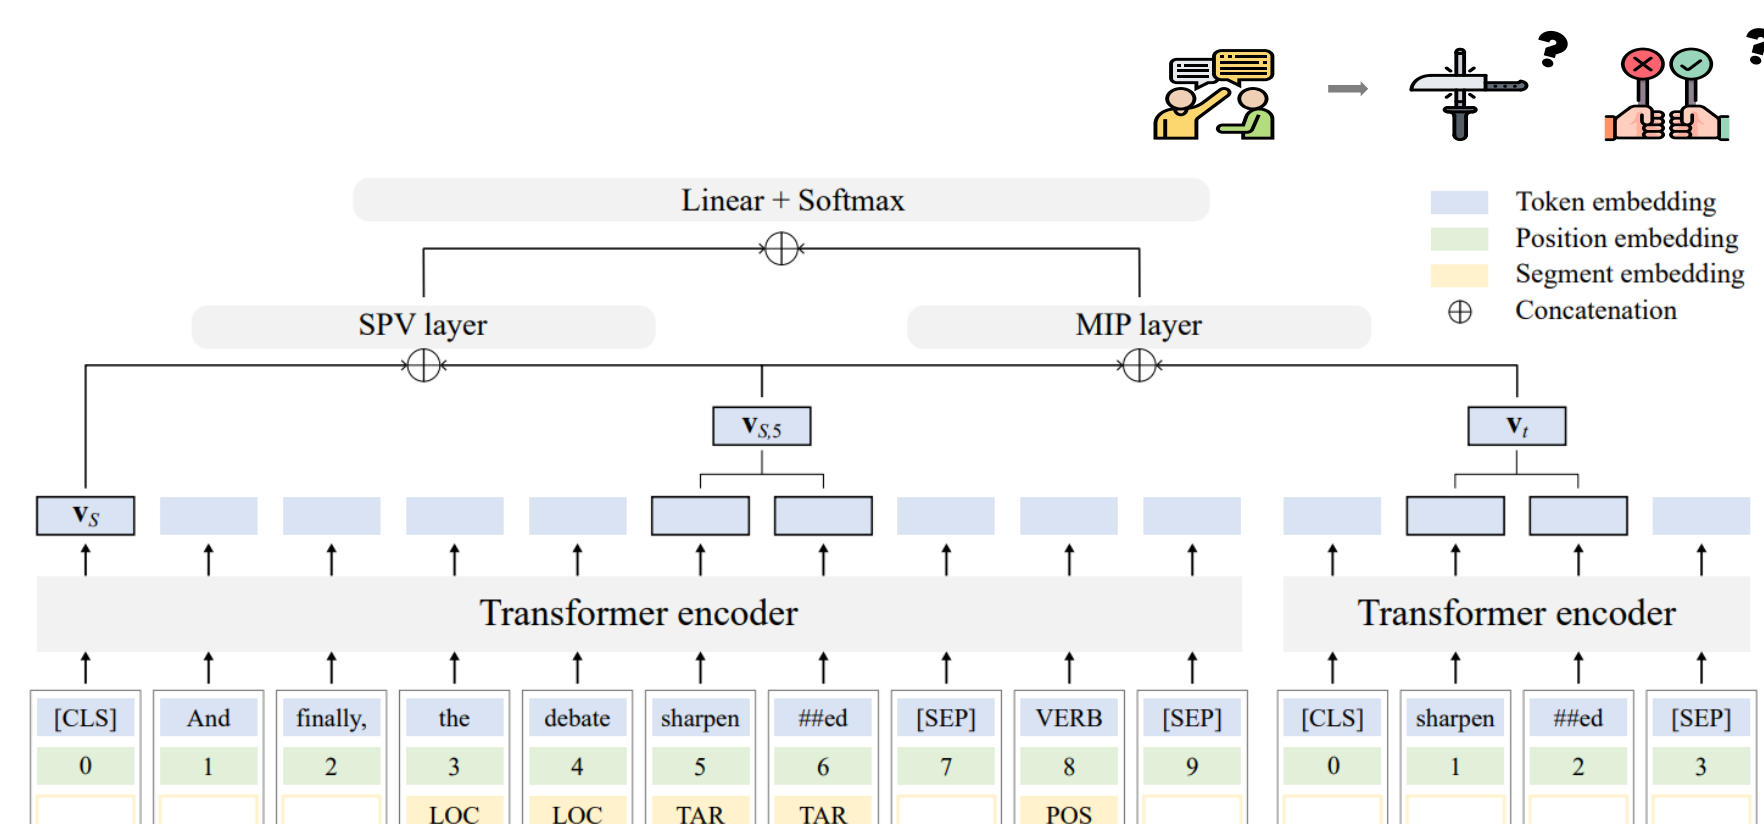 ? ?
Linear + Softmax
Token embedding
Position embedding
Segment embedding
Concatenation
SPV layer MIP layer
v_{S,5} v_t
v_S
Transformer encoder Transformer encoder
[CLS] And finally, the debate sharpen ##ed [SEP] VERB [SEP] [CLS] sharpen ##ed [SEP]
0 1 2 3 4 5 6 7 8 9 0 1 2 3
LOC LOC TAR TAR POS